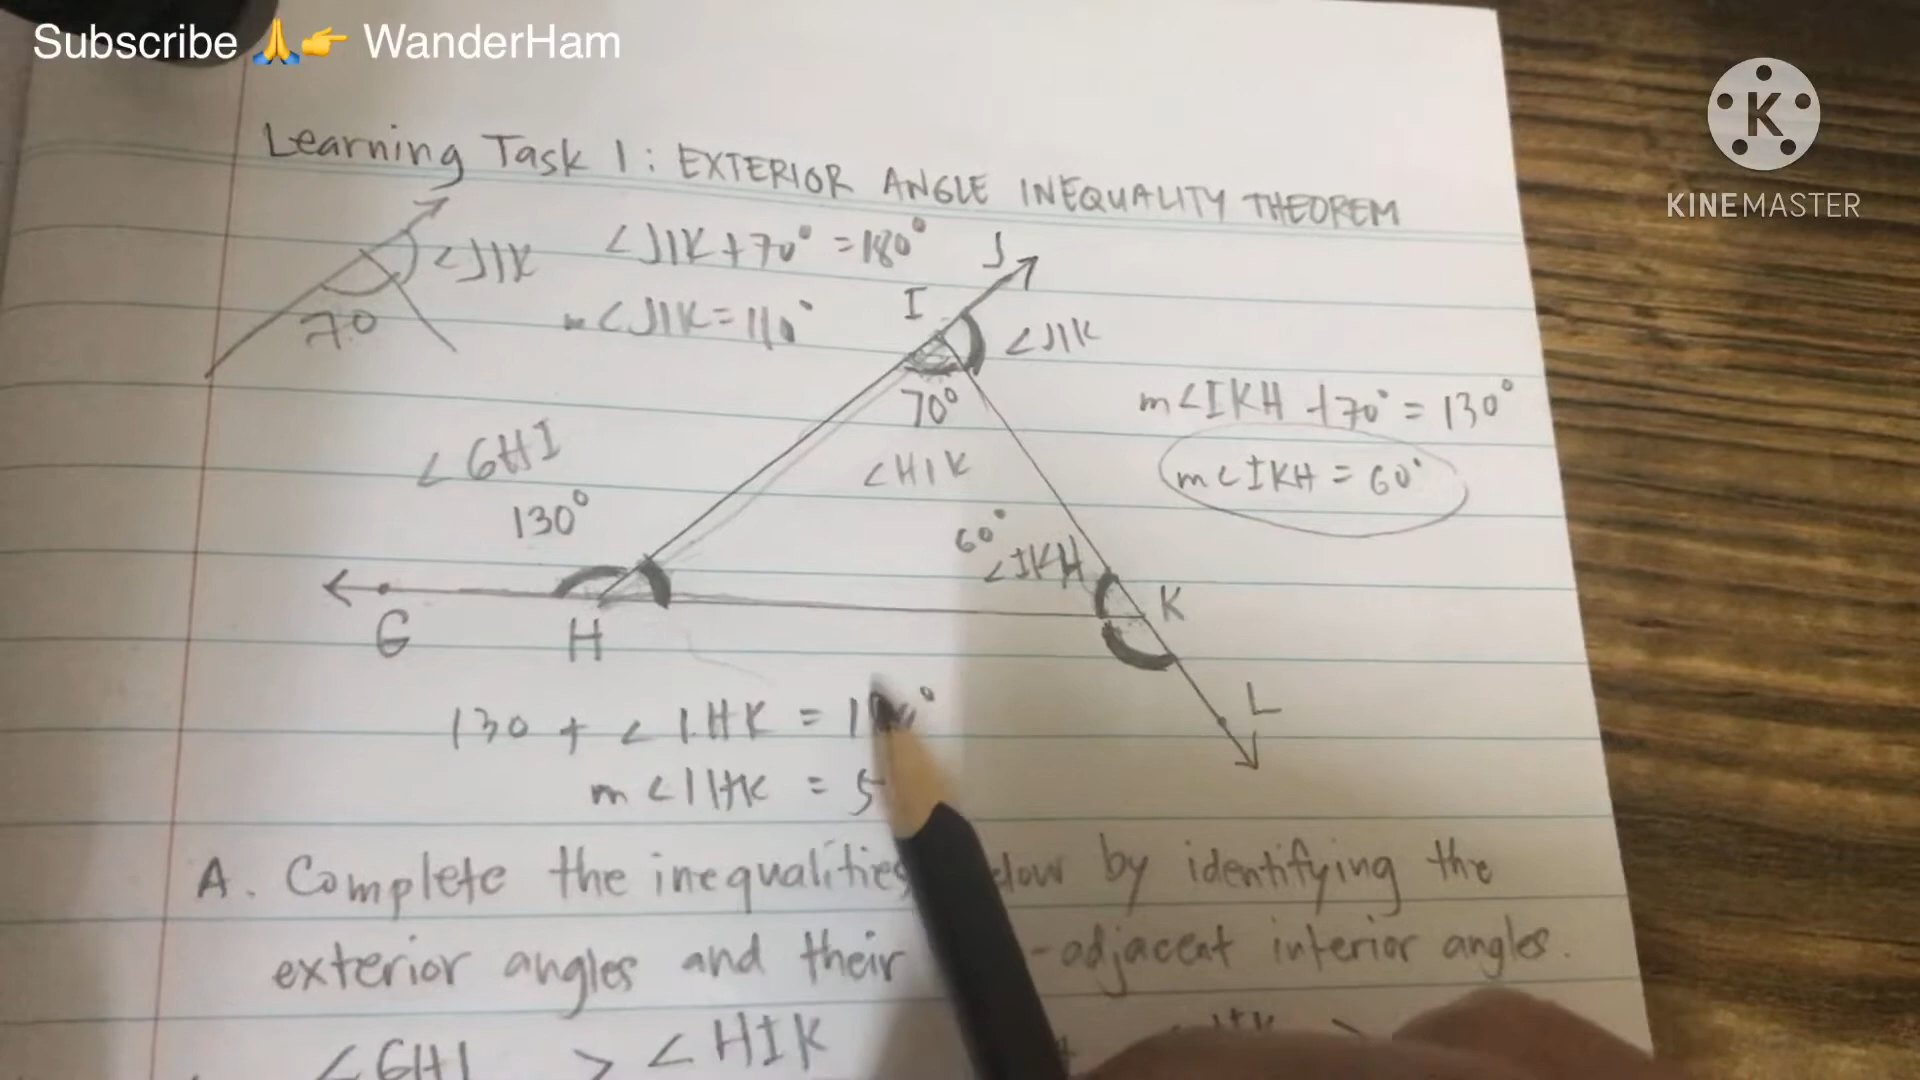 Subscribe 🙏👉 WanderHam
K
KINEMASTER
Learning Task 1: EXTERIOR ANGLE INEQUALITY THEOREM
∠JIK
∠JIK + 70° = 180°
J
70
m∠JIK = 110°
I
∠JIK
70°
m∠IKH + 70° = 130°
∠GHI
∠HIK
m∠IKH = 60°
130°
60°
∠IKH
K
G
H
L
130 + ∠IHK =
m∠IHK = 5
A. Complete the inequalities by identifying the
exterior angles and their -adjacent interior angles.
∠GHI > ∠HIK